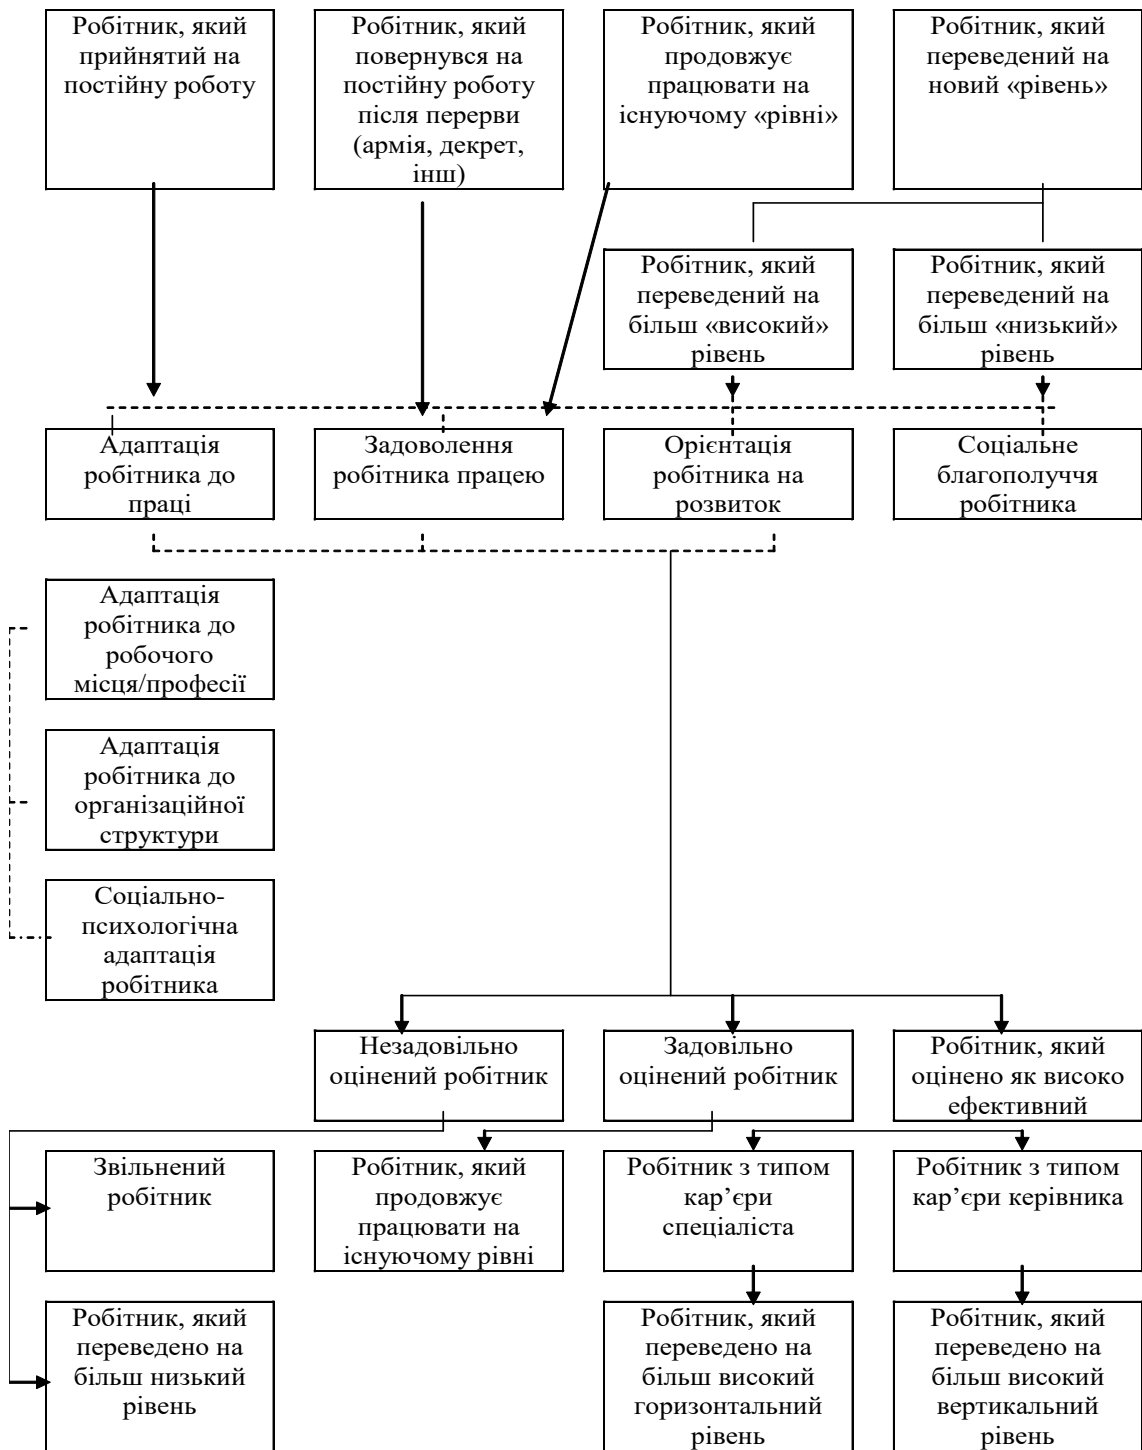 Робітник, який
прийнятий на
постійну роботу
Робітник, який
повернувся на
постійну роботу
після перерви
(армія, декрет,
інш)
Робітник, який
продовжує
працювати на
існуючому «рівні»
Робітник, який
переведений на
новий «рівень»
Робітник, який
переведений на
більш «високий»
рівень
Робітник, який
переведений на
більш «низький»
рівень
Адаптація
робітника до
праці
Задоволення
робітника працею
Орієнтація
робітника на
розвиток
Соціальне
благополуччя
робітника
Адаптація
робітника до
робочого
місця/професії
Адаптація
робітника до
організаційної
структури
Соціально-
психологічна
адаптація
робітника
Незадовільно
оцінений робітник
Задовільно
оцінений робітник
Робітник, який
оцінено як високо
ефективний
Звільнений
робітник
Робітник, який
продовжує
працювати на
існуючому рівні
Робітник з типом
кар’єри
спеціаліста
Робітник з типом
кар’єри керівника
Робітник, який
переведено на
більш низький
рівень
Робітник, який
переведено на
більш високий
горизонтальний
рівень
Робітник, який
переведено на
більш високий
вертикальний
рівень